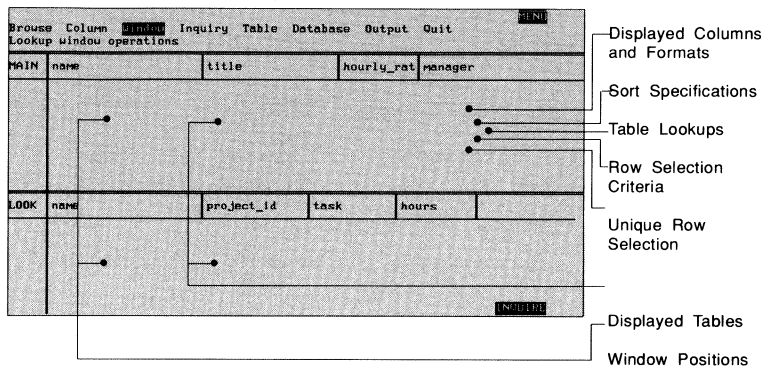 MENU
Browse Column Window Inquiry Table Database Output Quit
Lookup window operations
MAIN name title hourly_rat manager
LOOK name project_id task hours
INQUIRE
Displayed Columns
and Formats
Sort Specifications
Table Lookups
Row Selection
Criteria
Unique Row
Selection
Displayed Tables
Window Positions